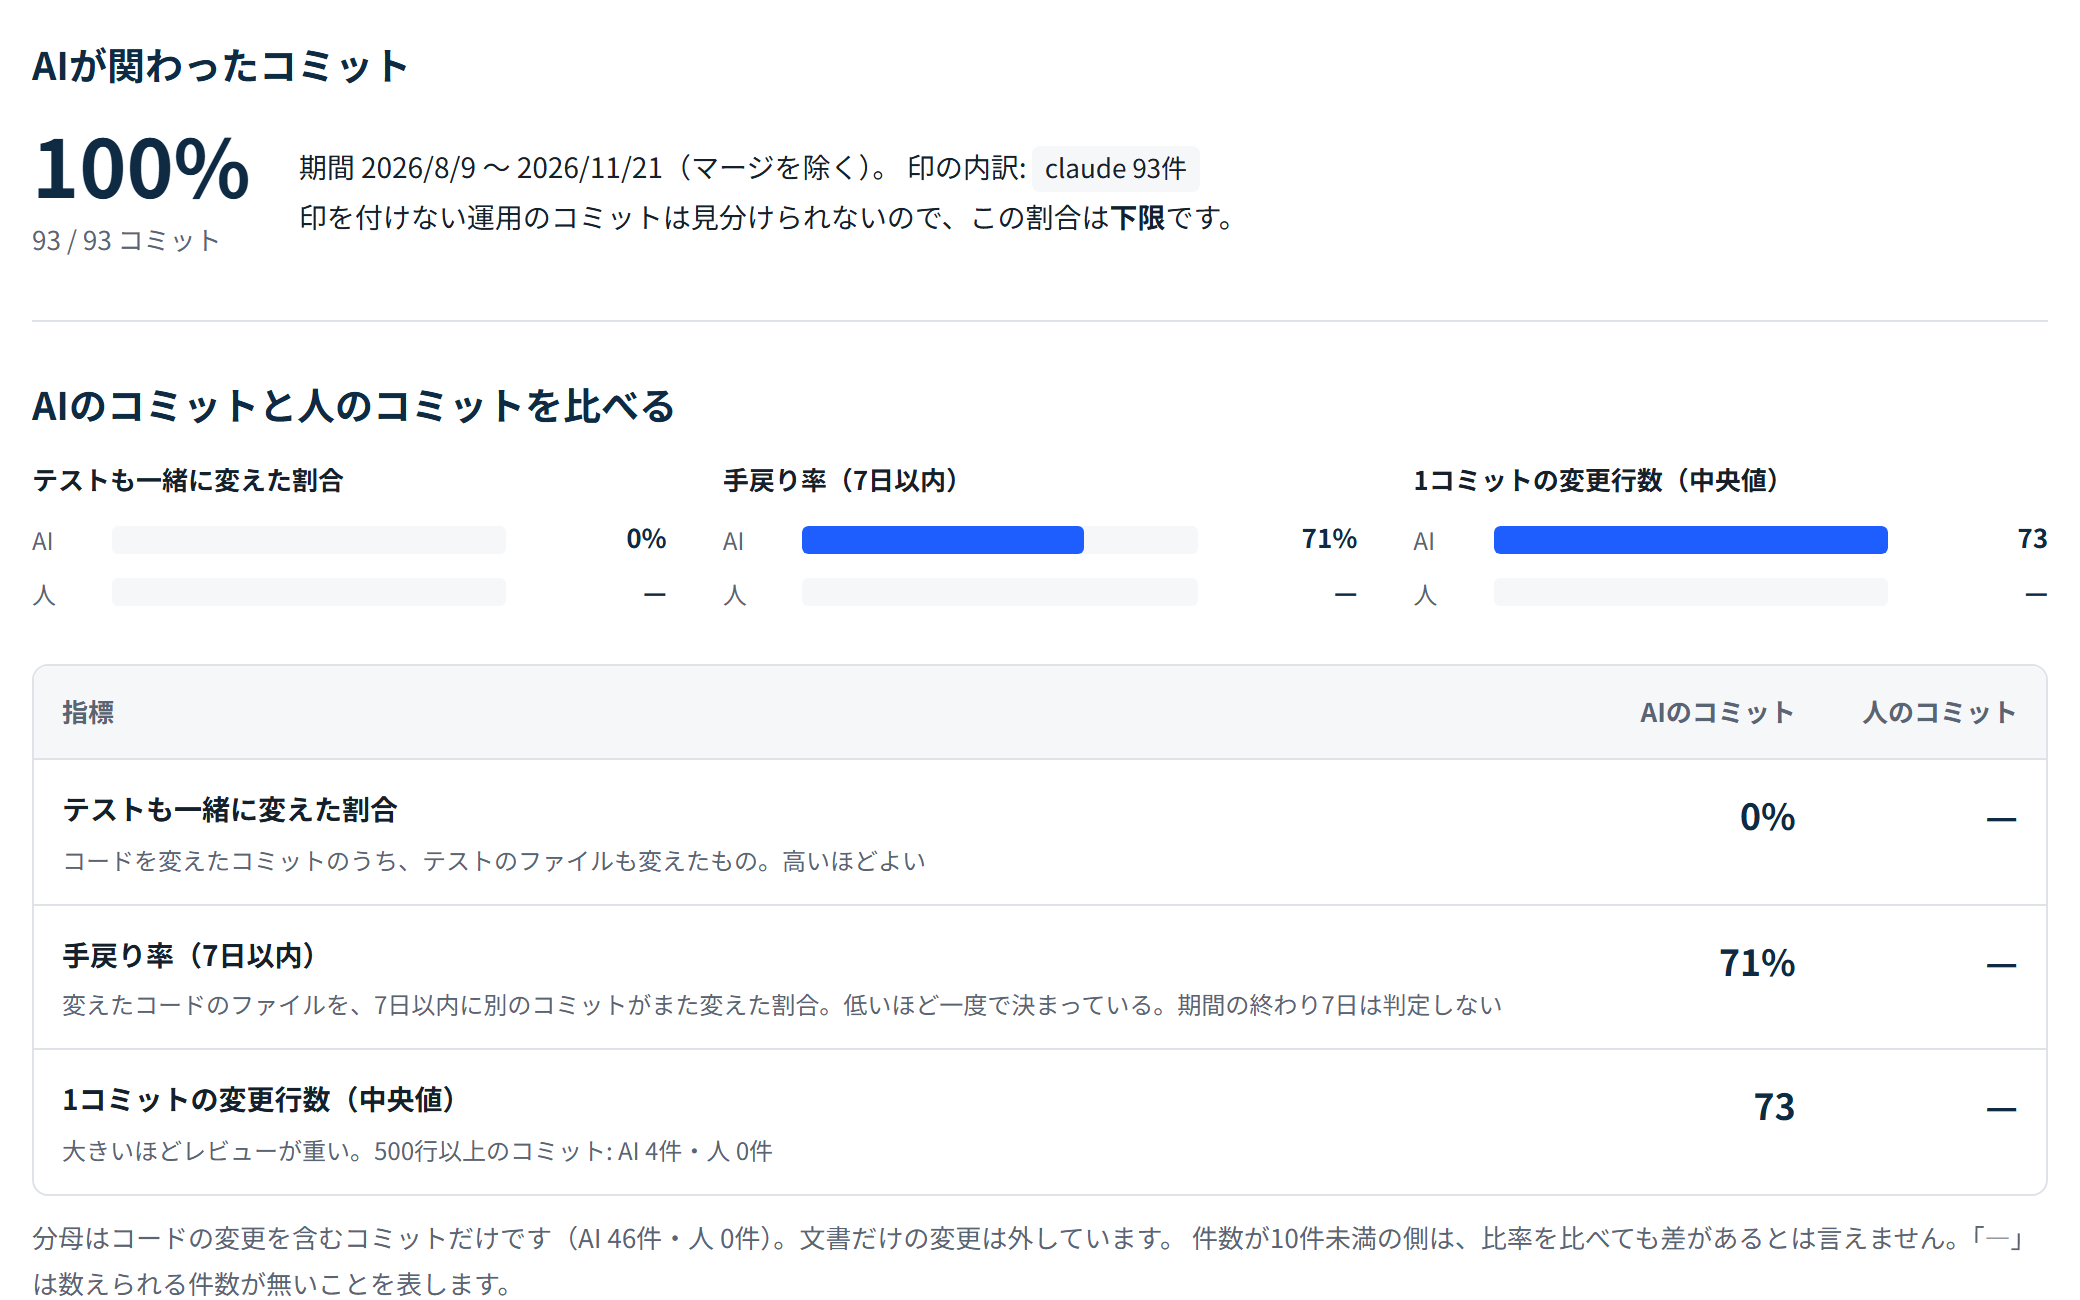 AIが関わったコミット
100%
93 / 93 コミット
期間 2026/8/9 〜 2026/11/21（マージを除く）。 印の内訳: claude 93件
印を付けない運用のコミットは見分けられないので、この割合は下限です。
AIのコミットと人のコミットを比べる
テストも一緒に変えた割合
AI 0%
人 —
手戻り率（7日以内）
AI 71%
人 —
1コミットの変更行数（中央値）
AI 73
人 —
指標 AIのコミット 人のコミット
テストも一緒に変えた割合 0% —
コードを変えたコミットのうち、テストのファイルも変えたもの。高いほどよい
手戻り率（7日以内） 71% —
変えたコードのファイルを、7日以内に別のコミットがまた変えた割合。低いほど一度で決まっている。期間の終わり7日は判定しない
1コミットの変更行数（中央値） 73 —
大きいほどレビューが重い。500行以上のコミット: AI 4件・人 0件
分母はコードの変更を含むコミットだけです（AI 46件・人 0件）。文書だけの変更は外しています。 件数が10件未満の側は、比率を比べても差があるとは言えません。「—」
は数えられる件数が無いことを表します。